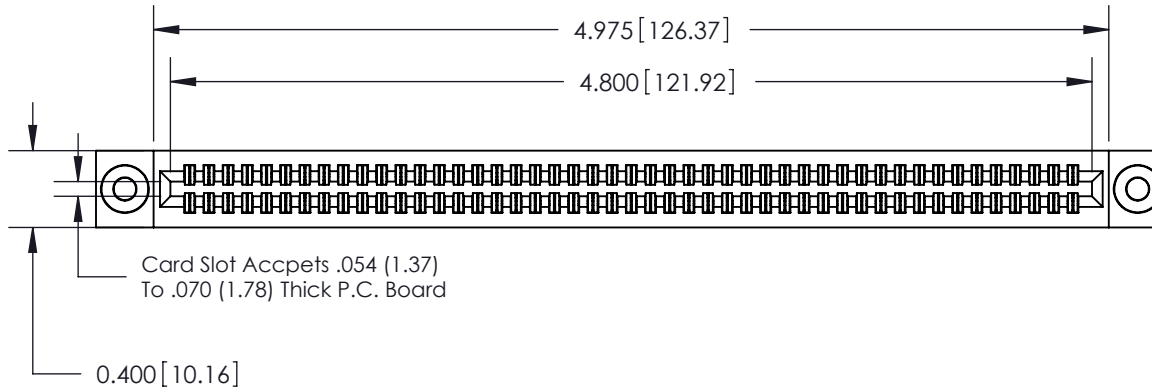 4.975[126.37]
4.800[121.92]
Card Slot Accpets .054 (1.37)
To .070 (1.78) Thick P.C. Board
0.400[10.16]